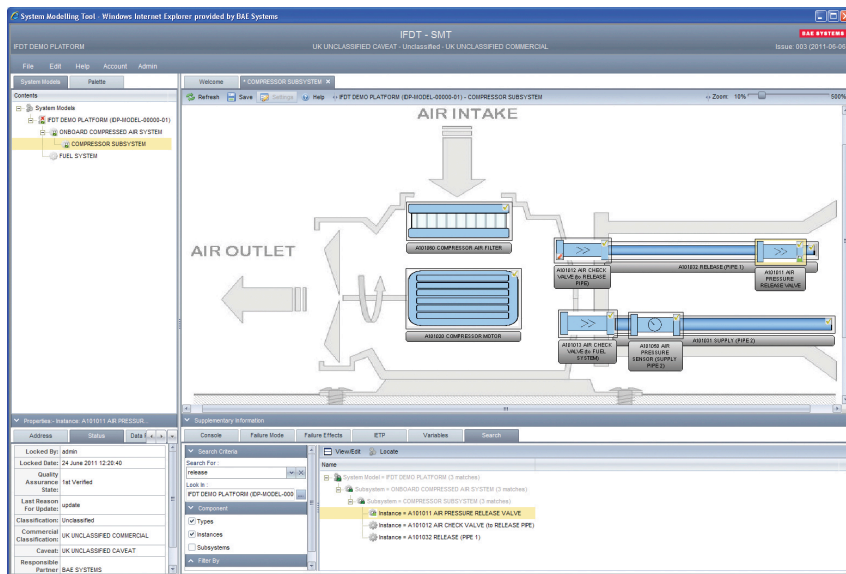 System Modelling Tool - Windows Internet Explorer provided by BAE Systems
IFDT - SMT
BAE SYSTEMS
IFDT DEMO PLATFORM
UK UNCLASSIFIED CAVEAT - Unclassified - UK UNCLASSIFIED COMMERCIAL
Issue: 003 (2011-06-06
File Edit Help Account Admin
System Models Palette
Welcome * COMPRESSOR SUBSYSTEM ×
Contents
Refresh Save Settings Help IFDT DEMO PLATFORM (IDP-MODEL-00000-01) - COMPRESSOR SUBSYSTEM
Zoom: 10% 500%
System Models
IFDT DEMO PLATFORM (IDP-MODEL-00000-01)
ONBOARD COMPRESSED AIR SYSTEM
COMPRESSOR SUBSYSTEM
FUEL SYSTEM
AIR INTAKE
AIR OUTLET
A101080 COMPRESSOR AIR FILTER
A101012 AIR CHECK
VALVE (to RELEASE
PIPE)
A101032 RELEASE (PIPE 1)
A101011 AIR
PRESSURE
RELEASE VALVE
A101020 COMPRESSOR MOTOR
A101013 AIR CHECK
VALVE (to FUEL
SYSTEM)
A101050 AIR
PRESSURE
SENSOR (SUPPLY
PIPE 2)
A101031 SUPPLY (PIPE 2)
Properties - Instance: A101011 AIR PRESSUR...
Address Status Data
Locked By: admin
Locked Date: 24 June 2011 12:20:40
Quality
Assurance
State: 1st Verified
Last Reason
For Update: update
Classification: Unclassified
Commercial
Classification: UK UNCLASSIFIED COMMERCIAL
Caveat: UK UNCLASSIFIED CAVEAT
Responsible
Partner BAE SYSTEMS
Supplementary Information
Console Failure Mode Failure Effects IETP Variables Search
Search Criteria
Search For :
release
Look In :
IFDT DEMO PLATFORM (IDP-MODEL-000 ...
Component
Types
Instances
Subsystems
Filter By
View/Edit Locate
Name
System Model = IFDT DEMO PLATFORM (3 matches)
Subsystem = ONBOARD COMPRESSED AIR SYSTEM (3 matches)
Subsystem = COMPRESSOR SUBSYSTEM (3 matches)
Instance = A101011 AIR PRESSURE RELEASE VALVE
Instance = A101012 AIR CHECK VALVE (to RELEASE PIPE)
Instance = A101032 RELEASE (PIPE 1)